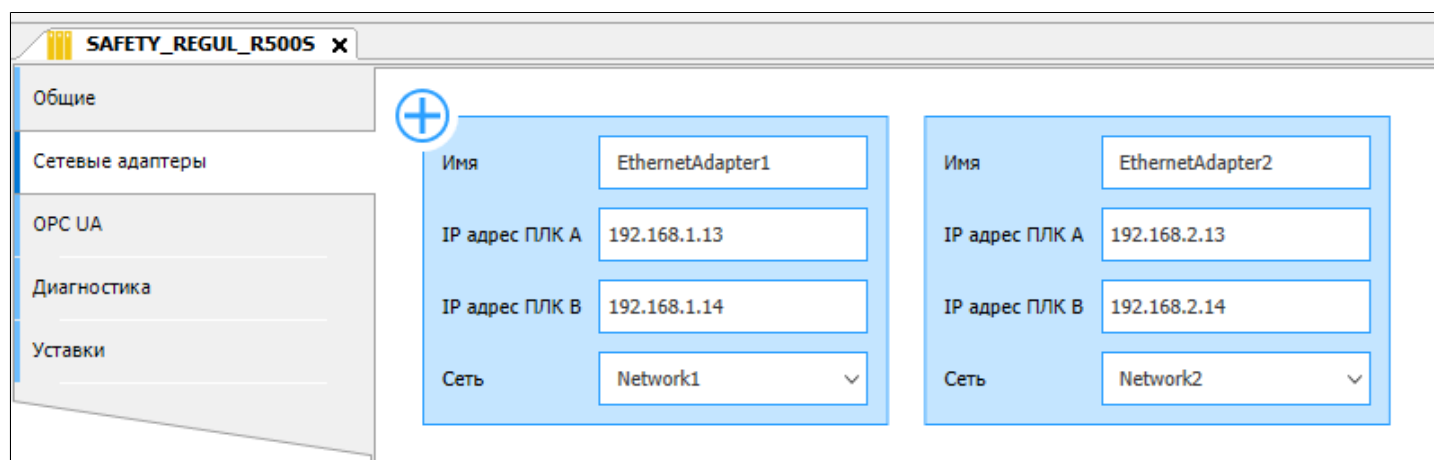 SAFETY_REGUL_R500S
Общие
Сетевые адаптеры
OPC UA
Диагностика
Уставки
Имя EthernetAdapter1
IP адрес ПЛК А 192.168.1.13
IP адрес ПЛК В 192.168.1.14
Сеть Network1
Имя EthernetAdapter2
IP адрес ПЛК А 192.168.2.13
IP адрес ПЛК В 192.168.2.14
Сеть Network2